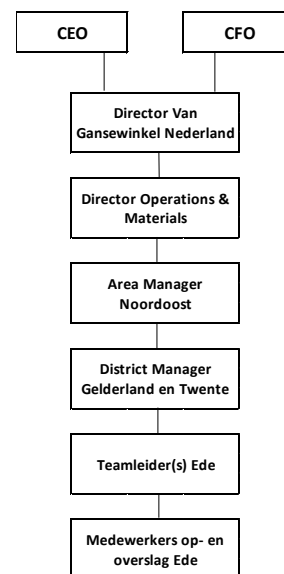 CEO
CFO
Director Van
Gansewinkel Nederland
Director Operations &
Materials
Area Manager
Noordoost
District Manager
Gelderland en Twente
Teamleider(s) Ede
Medewerkers op- en
overslag Ede